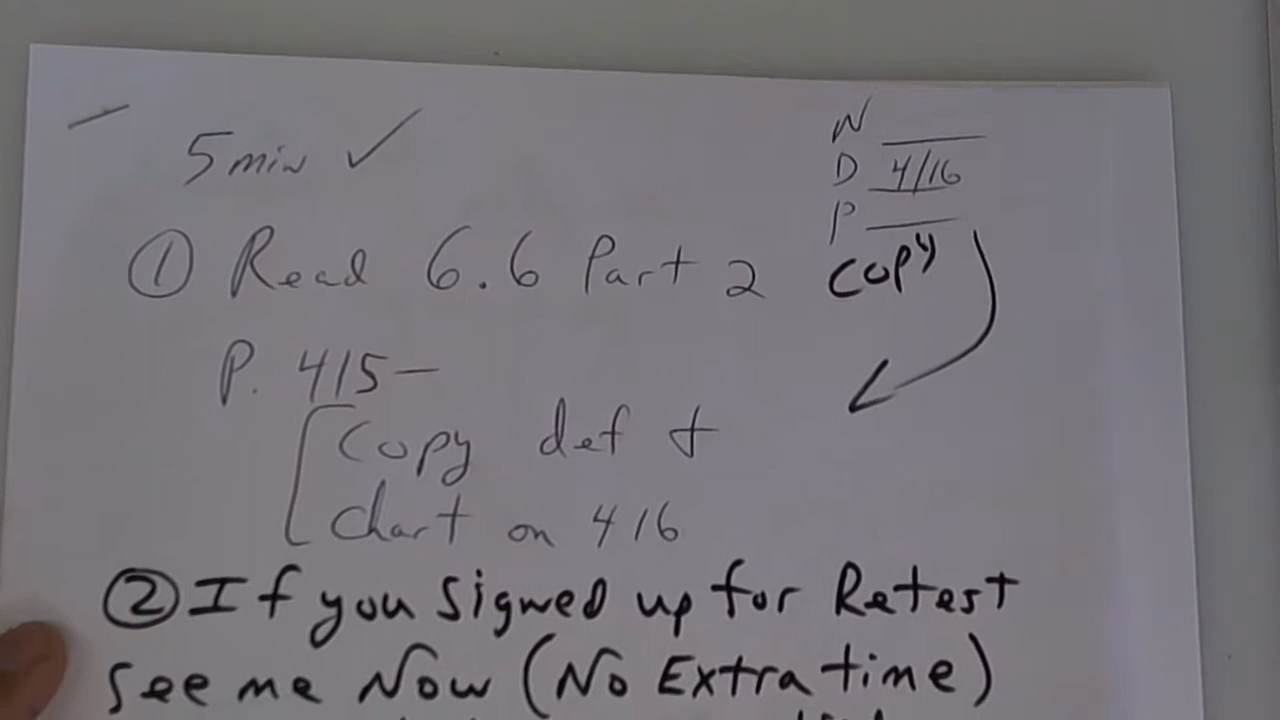 5 min ✓
N
D 4/16
P
① Read 6.6 Part 2
copy
P. 415–
copy def +
chart on 416
② If you signed up for Retest
See me Now (No Extra time)